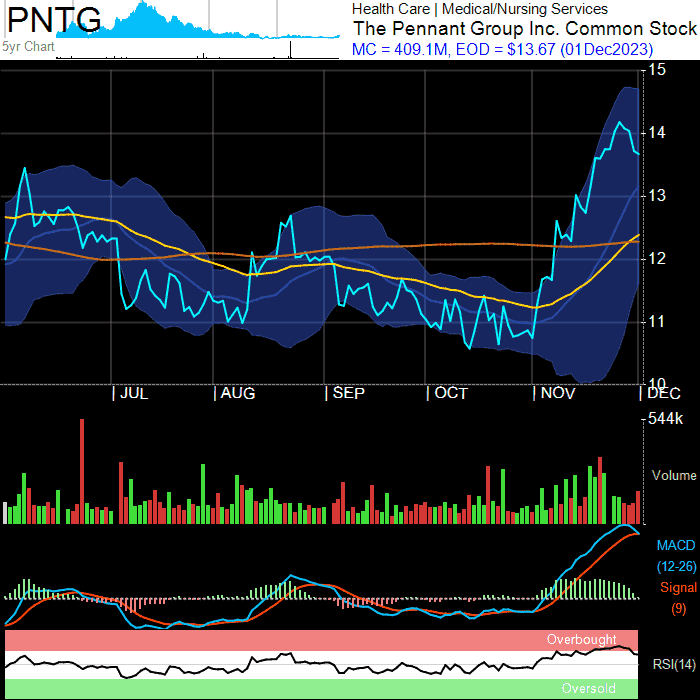 PNTG
5yr Chart
Health Care | Medical/Nursing Services
The Pennant Group Inc. Common Stock
MC = 409.1M, EOD = $13.67 (01Dec2023)
15
14
13
12
11
10
JUL AUG SEP OCT NOV DEC
544k
Volume
MACD
(12-26)
Signal
(9)
Overbought
RSI(14)
Oversold